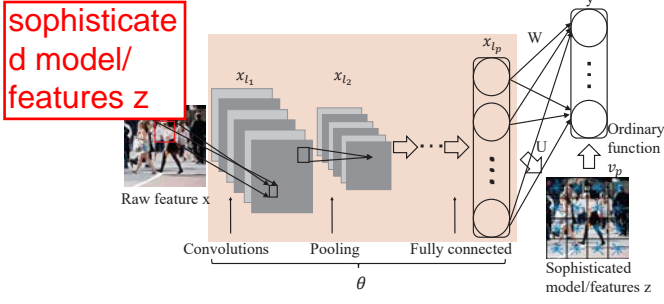 sophisticate
d model/
features z
y
W
x_{l_1}
x_{l_2}
x_{l_p}
U
Ordinary
function
v_p
Raw feature x
Convolutions
Pooling
Fully connected
θ
Sophisticated
model/features z